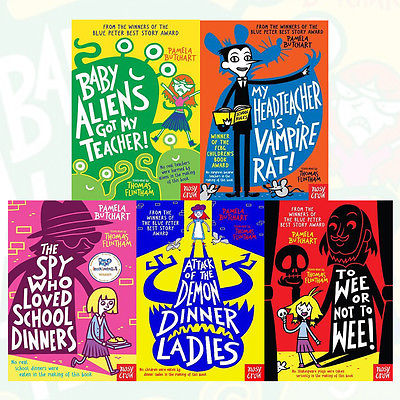 FROM THE WINNERS OF THE
BLUE PETER BEST STORY AWARD
PAMELA
BUTCHART
BABY
ALIENS
GOT MY
TEACHER!
No real teachers
were harmed by
aliens in the making
of this book
Illustrated by
THOMAS
FLINTHAM
nosy
crow
FROM THE WINNERS OF THE
BLUE PETER BEST STORY AWARD
PAMELA
BUTCHART
MY
HEADTEACHER
IS A
VAMPIRE
RAT!
SCHOOL
RULES
WINNER OF
THE FCBG
CHILDREN'S
BOOK AWARD
THOMAS
FLINTHAM
nosy
crow
PAMELA
BUTCHART
THOMAS
FLINTHAM
THE
SPY
WHO
LOVED SCHOOL
DINNERS
No real
school dinners were
eaten in the making of this book
nosy
crow
FROM THE
WINNERS OF
THE BLUE PETER
BEST STORY
AWARD
PAMELA
BUTCHART
THOMAS
FLINTHAM
ATTACK
OF THE
DEMON
DINNER
LADIES
No children were eaten by
dinner ladies in the making of this book
nosy
crow
FROM THE WINNERS OF THE
BLUE PETER BEST STORY AWARD
PAMELA
BUTCHART
THOMAS
FLINTHAM
TO
WEE
OR
NOT TO
WEE!
No Shakespeare plays were taken
seriously in the making of this book
nosy
crow